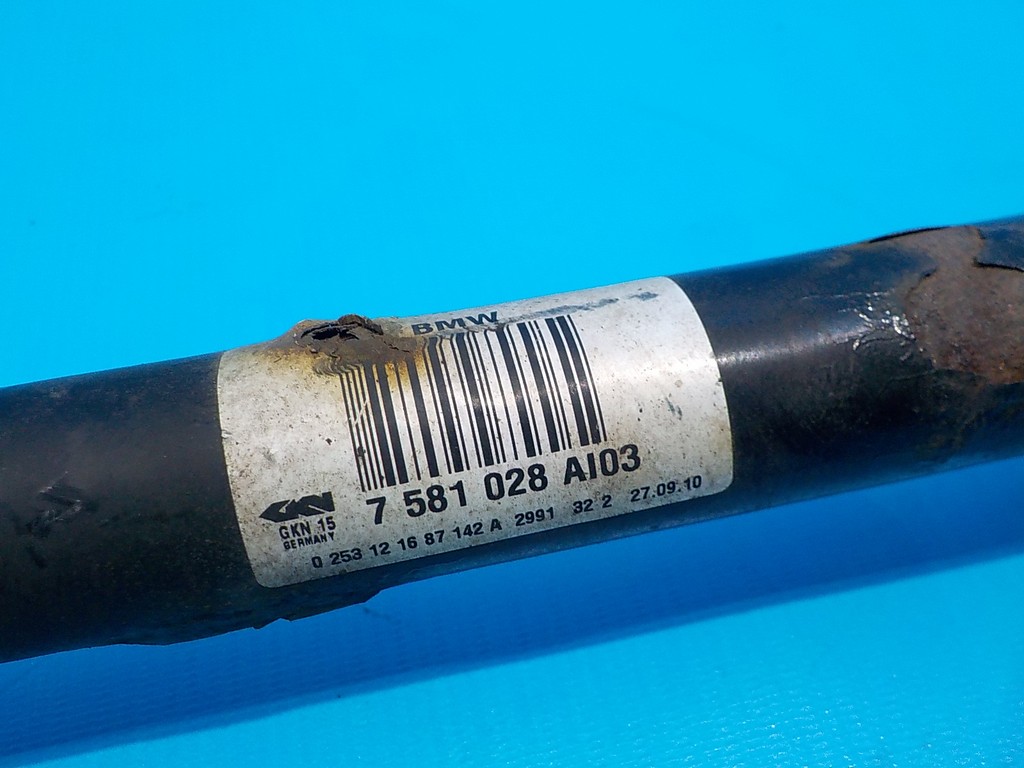 BMW
7 581 028 AI03
GKN
GKN 15
GERMANY
0 253 12 16 87 142 A 2991 32 2 27.09.10